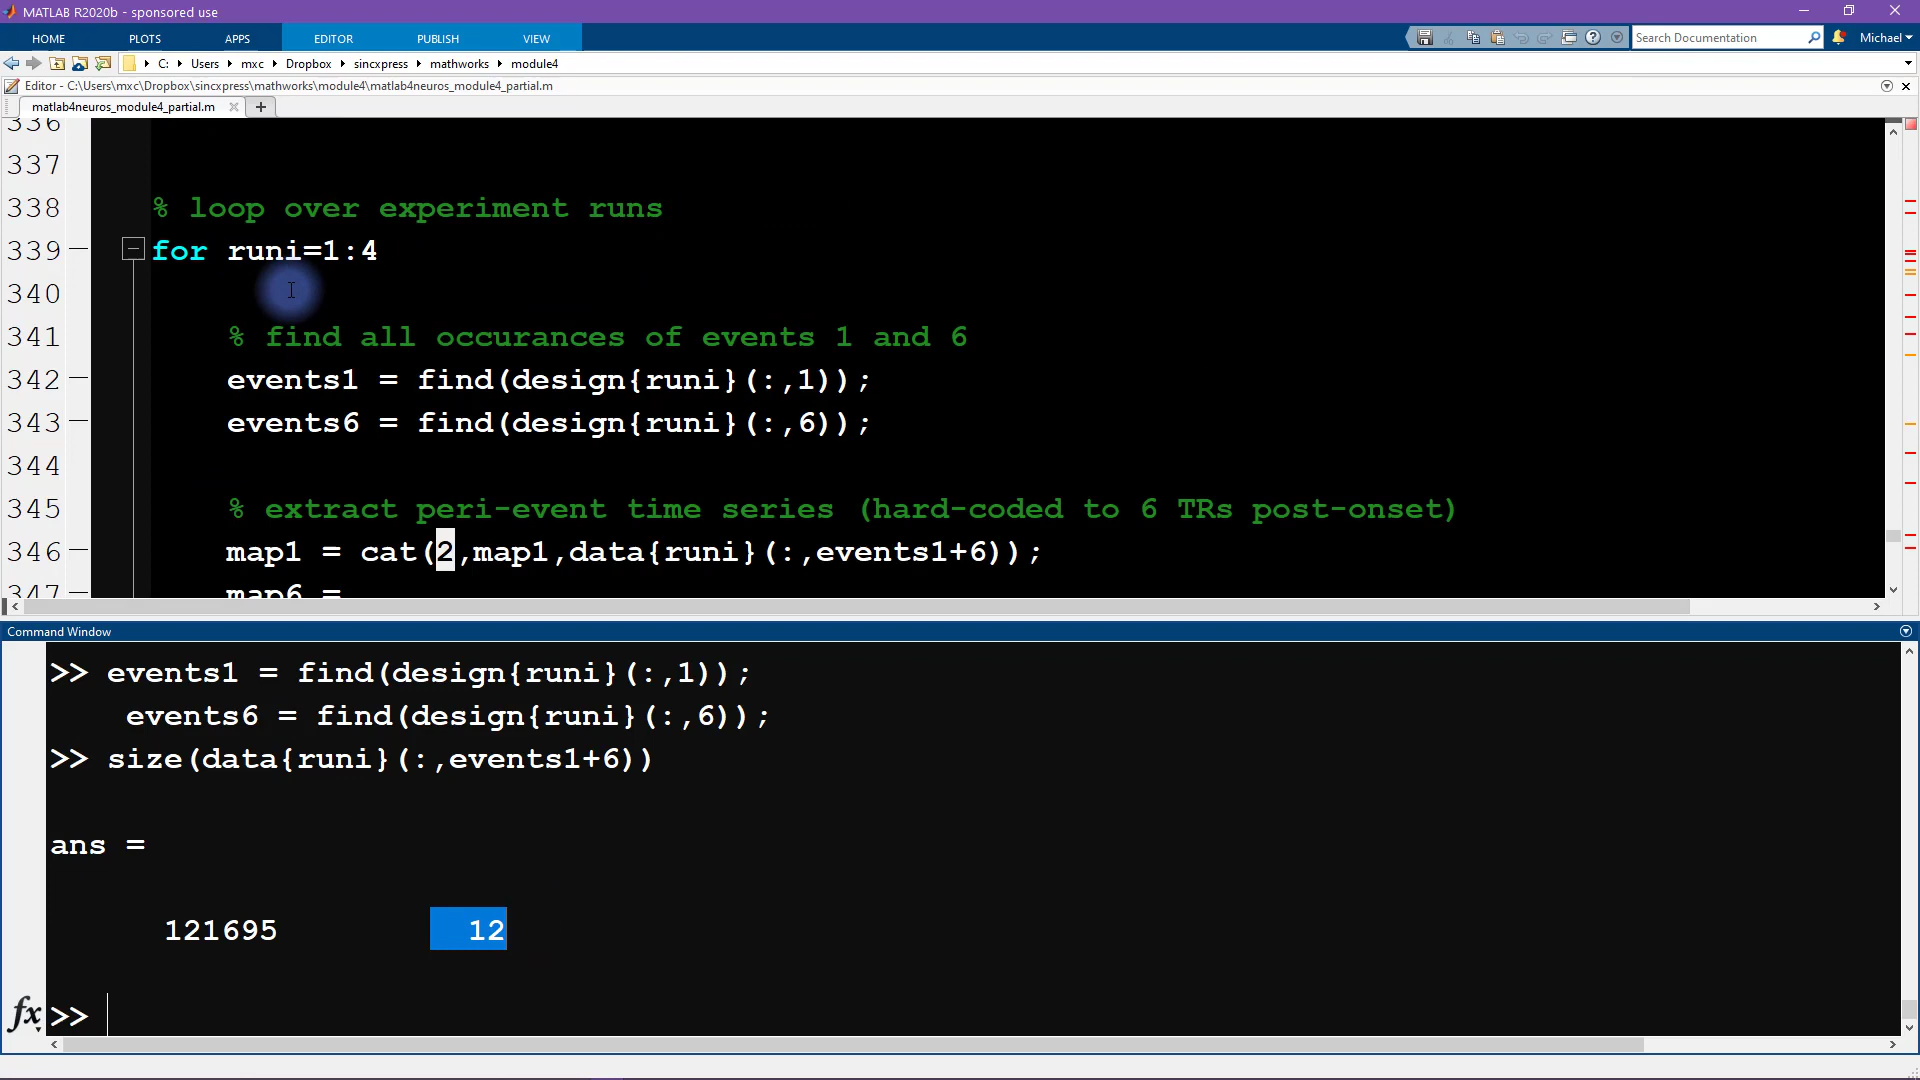 MATLAB R2020b - sponsored use
HOME PLOTS APPS EDITOR PUBLISH VIEW Search Documentation Michael
C: Users mxc Dropbox sincxpress mathworks module4
Editor - C:\Users\mxc\Dropbox\sincxpress\mathworks\module4\matlab4neuros_module4_partial.m
matlab4neuros_module4_partial.m
336
337
338 % loop over experiment runs
339 for runi=1:4
340
341 % find all occurances of events 1 and 6
342 events1 = find(design{runi}(:,1));
343 events6 = find(design{runi}(:,6));
344
345 % extract peri-event time series (hard-coded to 6 TRs post-onset)
346 map1 = cat(2,map1,data{runi}(:,events1+6));
347 map6 =
Command Window
>> events1 = find(design{runi}(:,1));
events6 = find(design{runi}(:,6));
>> size(data{runi}(:,events1+6))
ans =
121695 12
fx >>